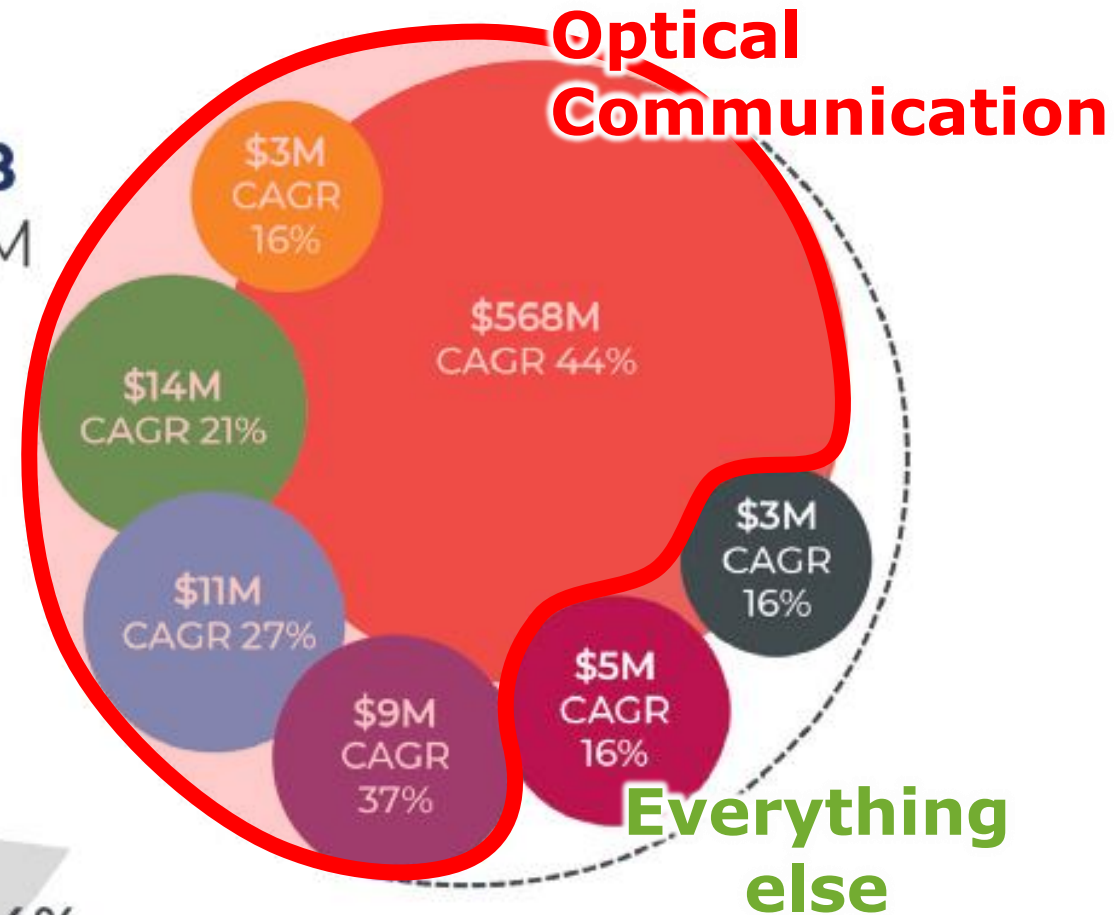 Optical
Communication
$3M
CAGR
16%
M
$568M
CAGR 44%
$14M
CAGR 21%
$3M
CAGR
16%
$11M
CAGR 27%
$5M
CAGR
16%
$9M
CAGR
37%
Everything
else